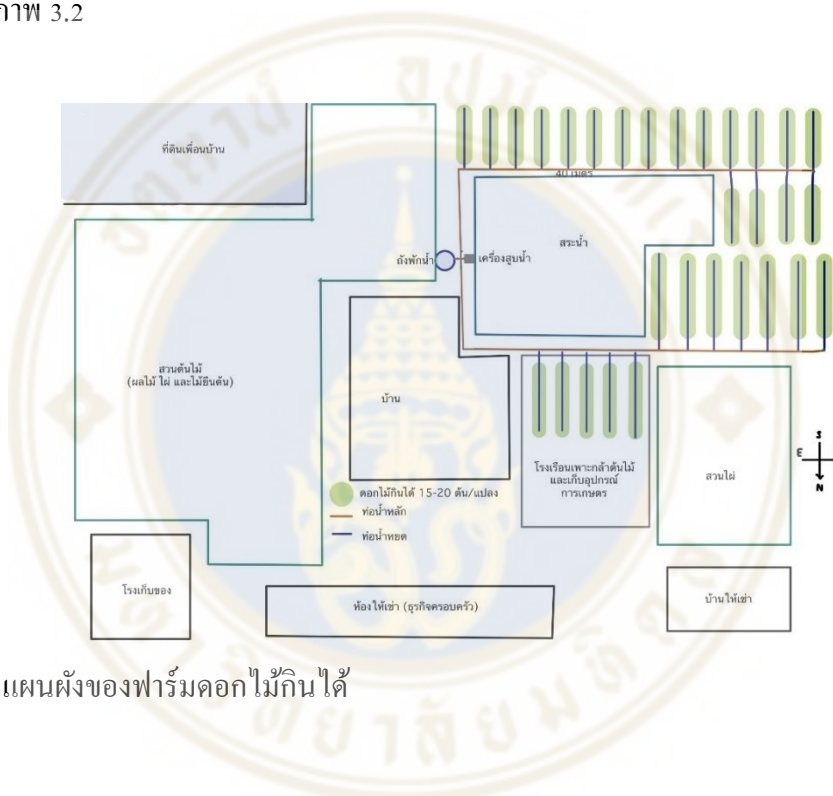 ภาพ 3.2
ที่ดินเพื่อนบ้าน
40 เมตร
สระน้ำ
ถังพักน้ำ
เครื่องสูบน้ำ
สวนต้นไม้
(ผลไม้ ไผ่ และไม้ยืนต้น)
บ้าน
โรงเรือนเพาะกล้าต้นไม้
และเก็บอุปกรณ์
การเกษตร
สวนไผ่
S
E
N
ดอกไม้กินได้ 15-20 ต้น/แปลง
ท่อน้ำหลัก
ท่อน้ำหยด
โรงเก็บของ
ห้องให้เช่า (ธุรกิจครอบครัว)
บ้านให้เช่า
แผนผังของฟาร์มดอกไม้กินได้